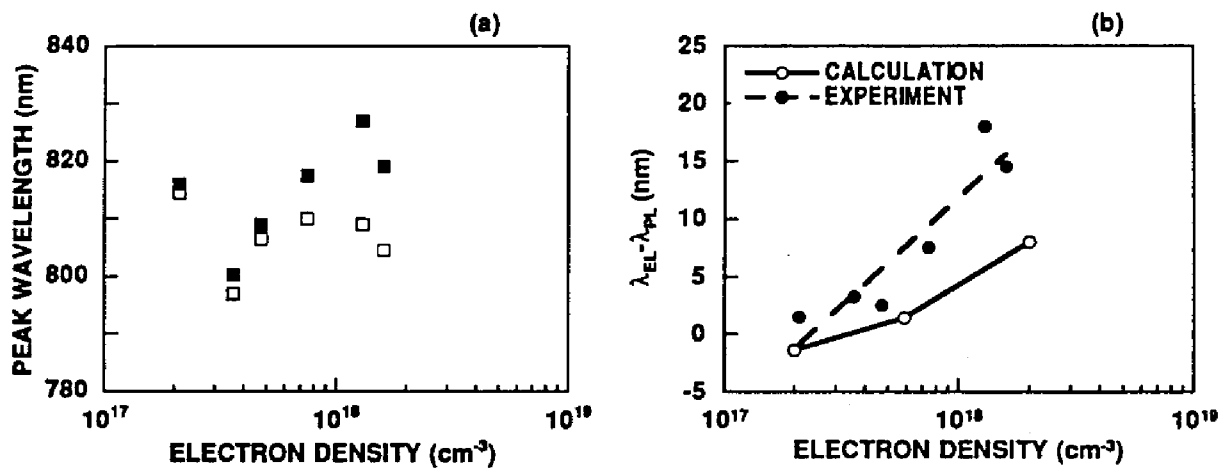 (a)
840
820
800
780
PEAK WAVELENGTH (nm)
10¹⁷
10¹⁸
10¹⁹
ELECTRON DENSITY (cm⁻³)
(b)
25
20
15
10
5
0
-5
λEL-λPL (nm)
CALCULATION
EXPERIMENT
10¹⁷
10¹⁸
10¹⁹
ELECTRON DENSITY (cm⁻³)